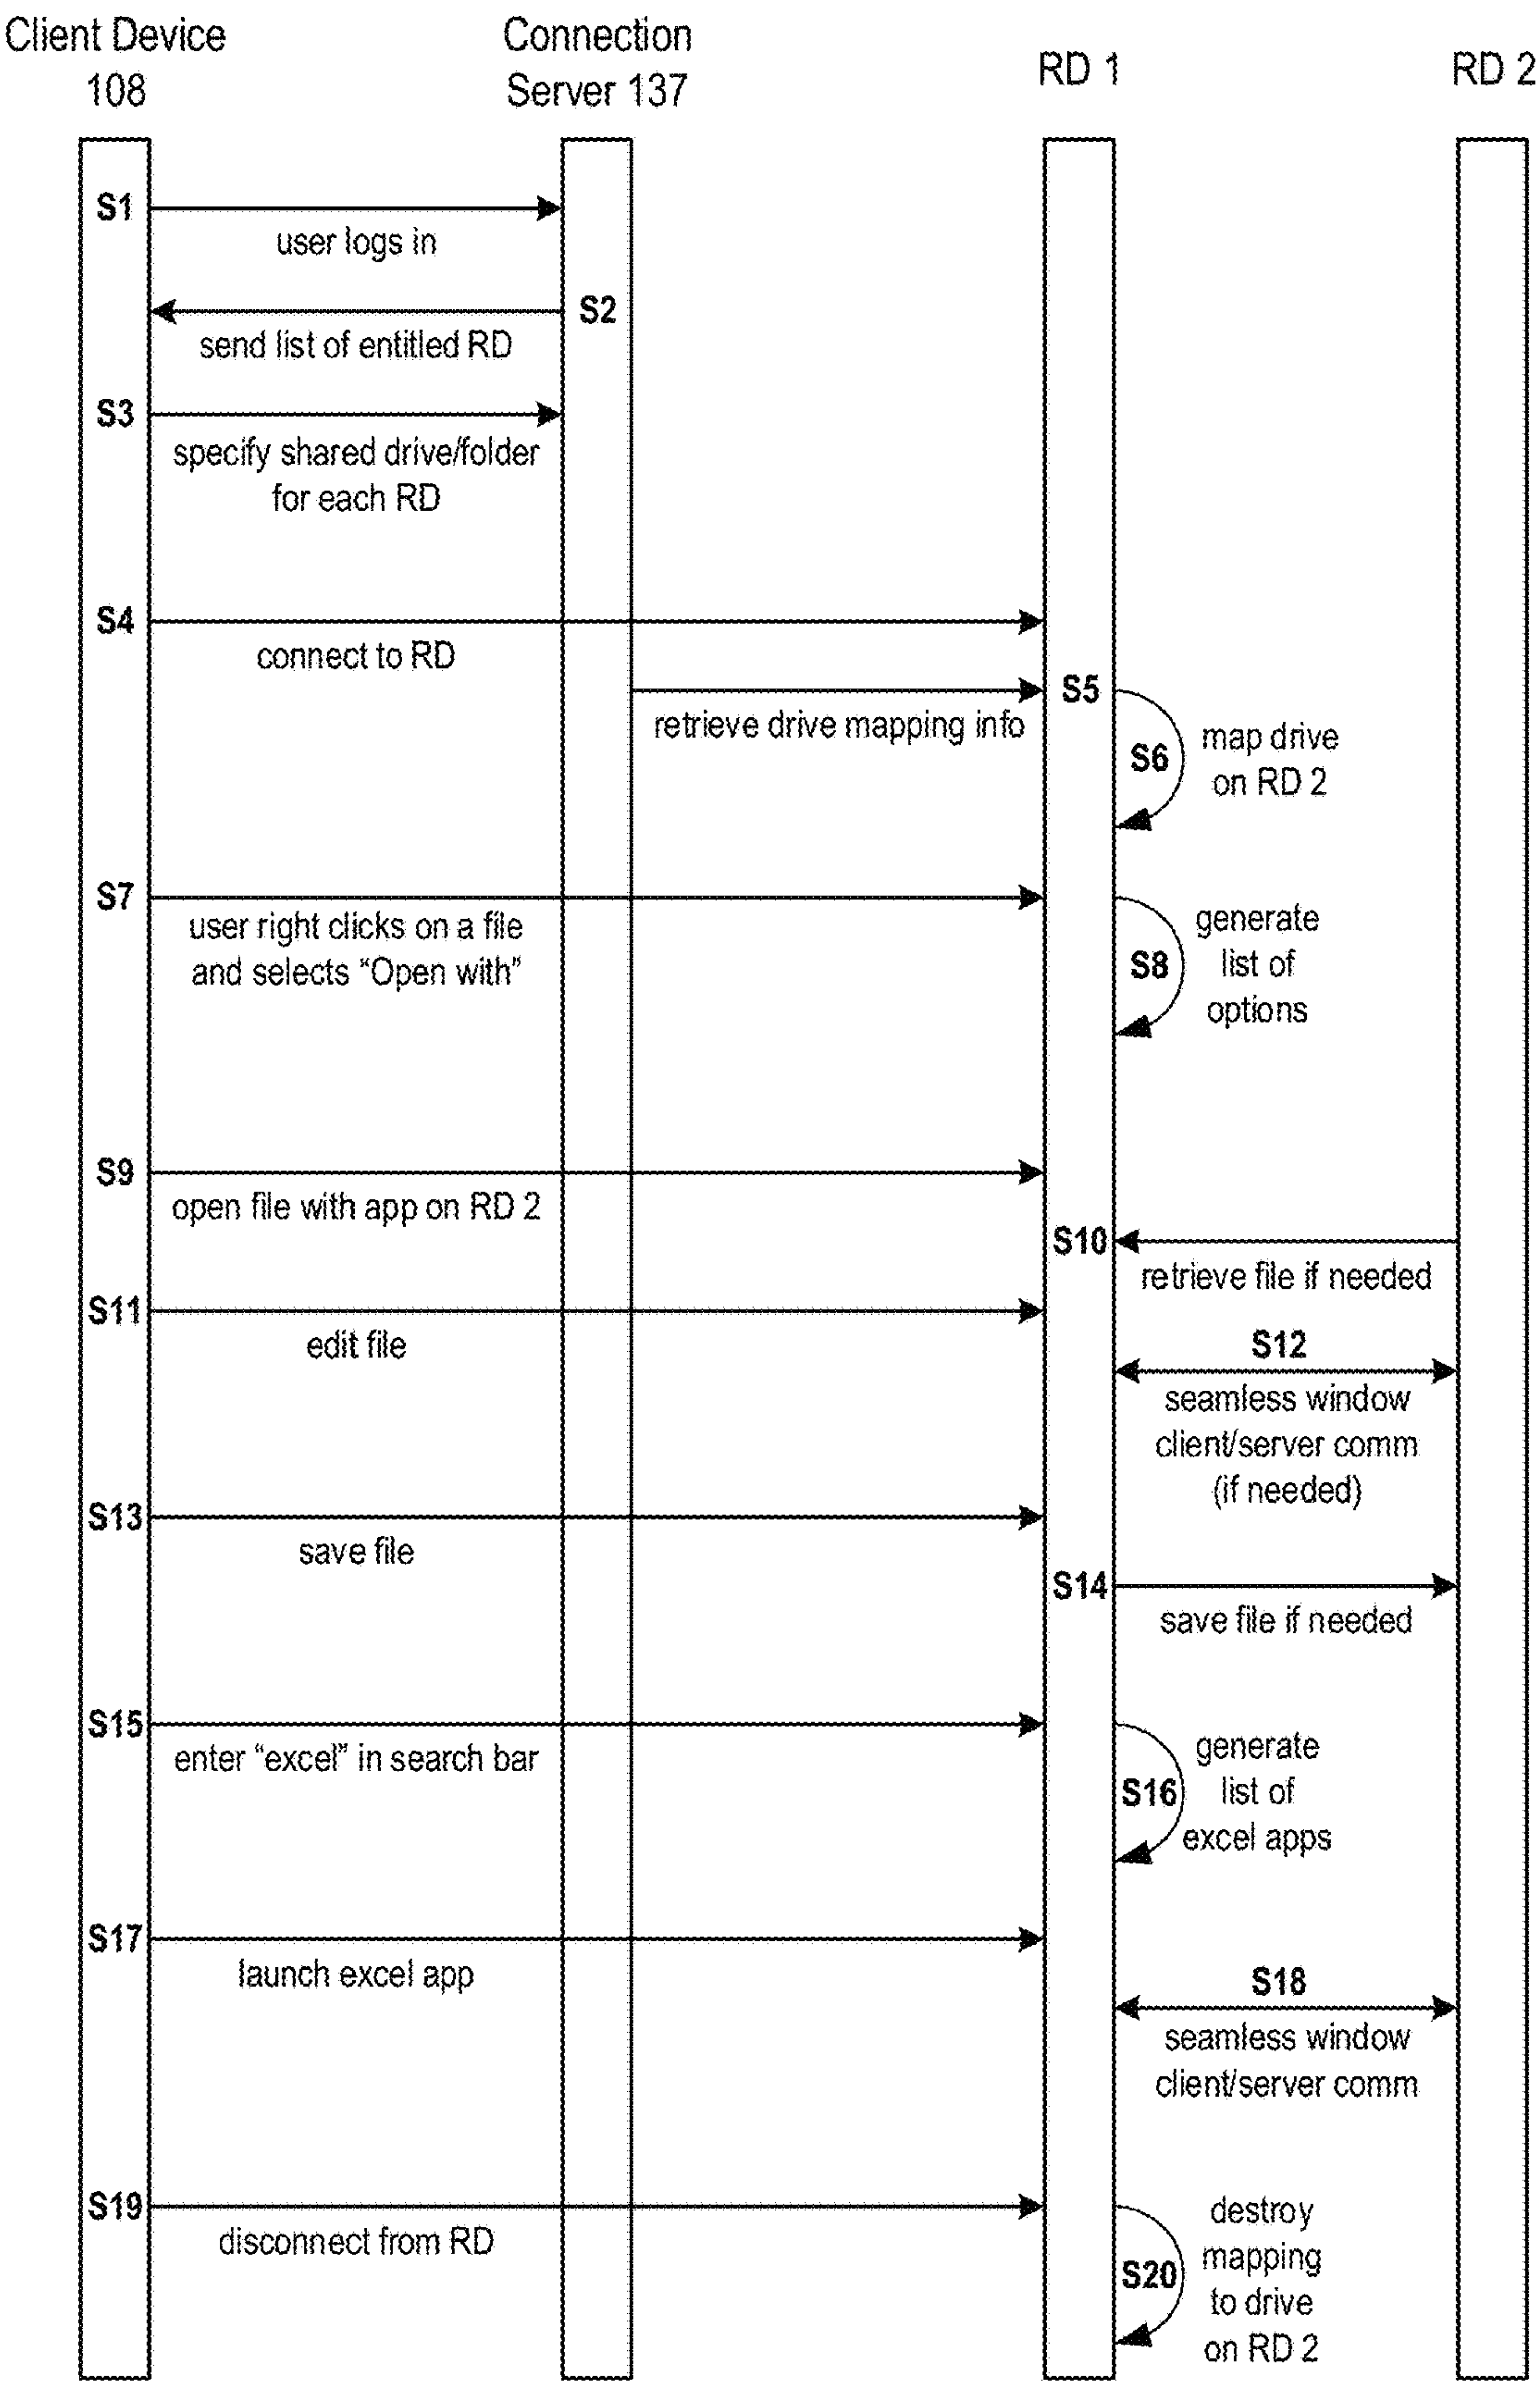 Client Device
108
Connection
Server 137
RD 1
RD 2
S1
user logs in
S2
send list of entitled RD
S3
specify shared drive/folder
for each RD
S4
connect to RD
S5
retrieve drive mapping info
S6
map drive
on RD 2
S7
user right clicks on a file
and selects “Open with”
S8
generate
list of
options
S9
open file with app on RD 2
S10
retrieve file if needed
S11
edit file
S12
seamless window
client/server comm
(if needed)
S13
save file
S14
save file if needed
S15
enter “excel” in search bar
S16
generate
list of
excel apps
S17
launch excel app
S18
seamless window
client/server comm
S19
disconnect from RD
S20
destroy
mapping
to drive
on RD 2